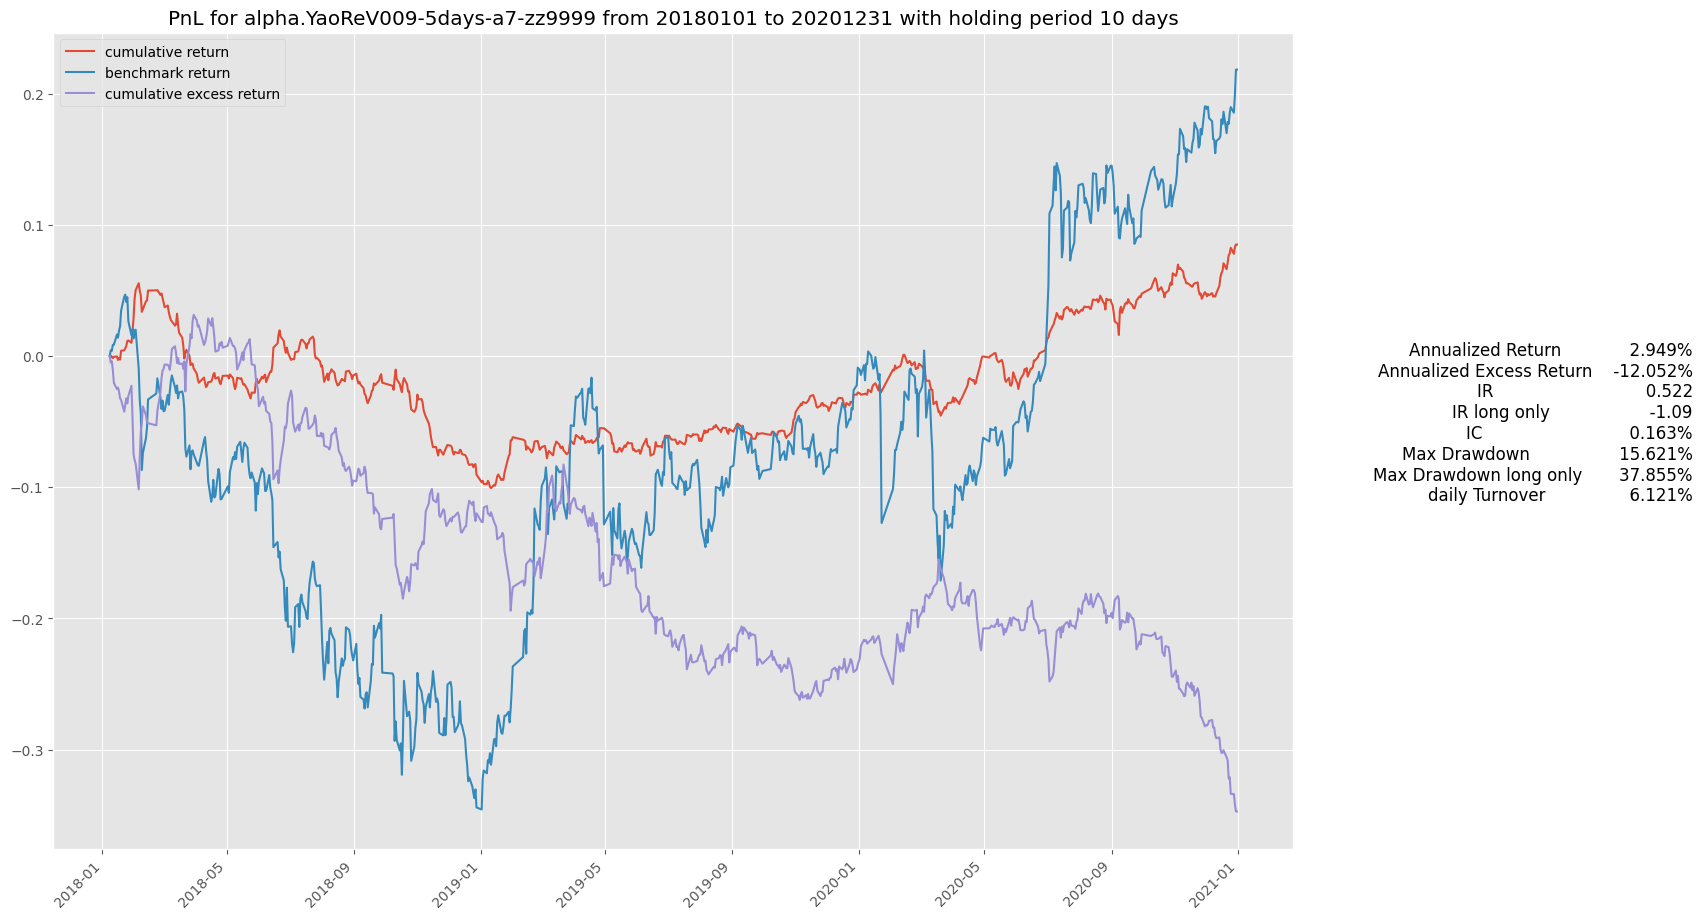 PnL for alpha.YaoReV009-5days-a7-zz9999 from 20180101 to 20201231 with holding period 10 days
cumulative return
benchmark return
cumulative excess return
0.2
0.1
0.0
−0.1
−0.2
−0.3
2018-01
2018-05
2018-09
2019-01
2019-05
2019-09
2020-01
2020-05
2020-09
2021-01
Annualized Return 2.949%
Annualized Excess Return -12.052%
IR 0.522
IR long only -1.09
IC 0.163%
Max Drawdown 15.621%
Max Drawdown long only 37.855%
daily Turnover 6.121%